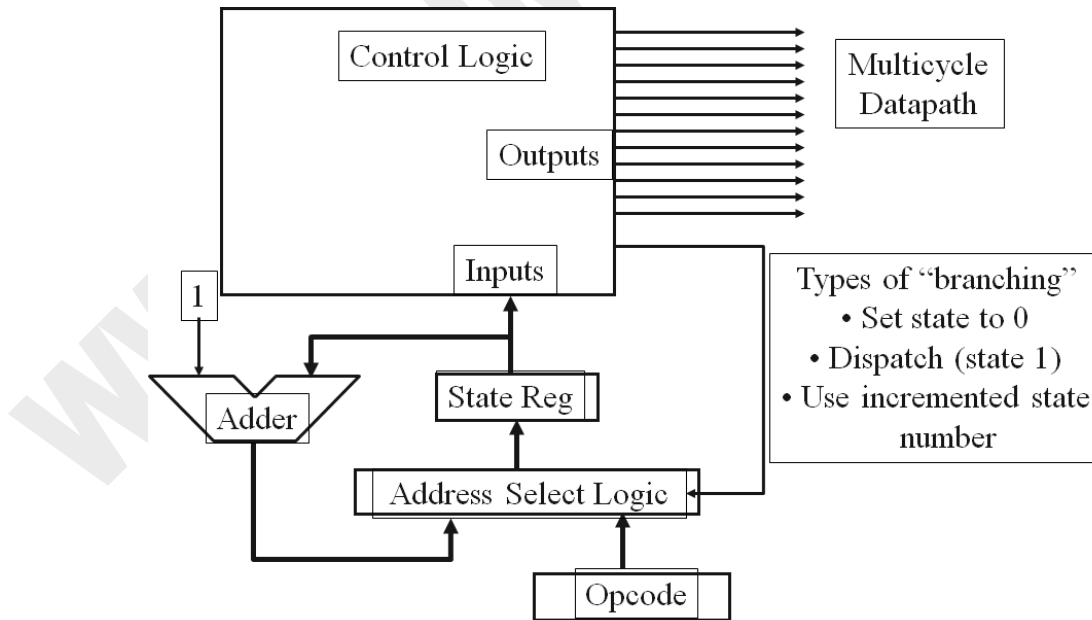 Control Logic
Multicycle
Datapath
Outputs
Inputs
1
Types of “branching”
• Set state to 0
• Dispatch (state 1)
• Use incremented state
number
State Reg
Adder
Address Select Logic
Opcode